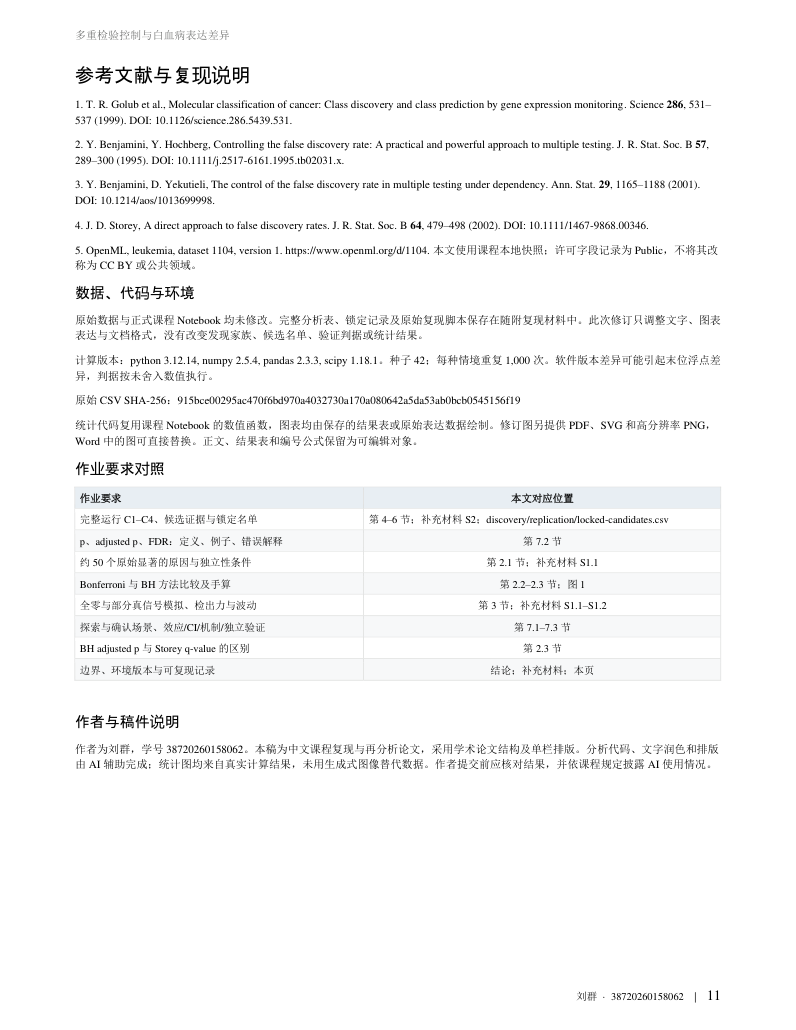 多重检验控制与白血病表达差异
参考文献与复现说明
1. T. R. Golub et al., Molecular classification of cancer: Class discovery and class prediction by gene expression monitoring. Science 286, 531–
537 (1999). DOI: 10.1126/science.286.5439.531.
2. Y. Benjamini, Y. Hochberg, Controlling the false discovery rate: A practical and powerful approach to multiple testing. J. R. Stat. Soc. B 57,
289–300 (1995). DOI: 10.1111/j.2517-6161.1995.tb02031.x.
3. Y. Benjamini, D. Yekutieli, The control of the false discovery rate in multiple testing under dependency. Ann. Stat. 29, 1165–1188 (2001).
DOI: 10.1214/aos/1013699998.
4. J. D. Storey, A direct approach to false discovery rates. J. R. Stat. Soc. B 64, 479–498 (2002). DOI: 10.1111/1467-9868.00346.
5. OpenML, leukemia, dataset 1104, version 1. https://www.openml.org/d/1104. 本文使用课程本地快照；许可字段记录为 Public，不将其改
称为 CC BY 或公共领域。
数据、代码与环境
原始数据与正式课程 Notebook 均未修改。完整分析表、锁定记录及原始复现脚本保存在随附复现材料中。此次修订只调整文字、图表
表达与文档格式，没有改变发现家族、候选名单、验证判据或统计结果。
计算版本：python 3.12.14, numpy 2.5.4, pandas 2.3.3, scipy 1.18.1。种子 42；每种情境重复 1,000 次。软件版本差异可能引起末位浮点差
异，判据按未舍入数值执行。
原始 CSV SHA-256：915bce00295ac470f6bd970a4032730a170a080642a5da53ab0bcb0545156f19
统计代码复用课程 Notebook 的数值函数，图表均由保存的结果表或原始表达数据绘制。修订图另提供 PDF、SVG 和高分辨率 PNG，
Word 中的图可直接替换。正文、结果表和编号公式保留为可编辑对象。
作业要求对照
作业要求 本文对应位置
完整运行 C1–C4、候选证据与锁定名单 第 4–6 节；补充材料 S2；discovery/replication/locked-candidates.csv
p、adjusted p、FDR：定义、例子、错误解释 第 7.2 节
约 50 个原始显著的原因与独立性条件 第 2.1 节；补充材料 S1.1
Bonferroni 与 BH 方法比较及手算 第 2.2–2.3 节；图 1
全零与部分真信号模拟、检出力与波动 第 3 节；补充材料 S1.1–S1.2
探索与确认场景、效应/CI/机制/独立验证 第 7.1–7.3 节
BH adjusted p 与 Storey q-value 的区别 第 2.3 节
边界、环境版本与可复现记录 结论；补充材料；本页
作者与稿件说明
作者为刘群，学号 38720260158062。本稿为中文课程复现与再分析论文，采用学术论文结构及单栏排版。分析代码、文字润色和排版
由 AI 辅助完成；统计图均来自真实计算结果，未用生成式图像替代数据。作者提交前应核对结果，并依课程规定披露 AI 使用情况。
刘群 · 38720260158062 | 11